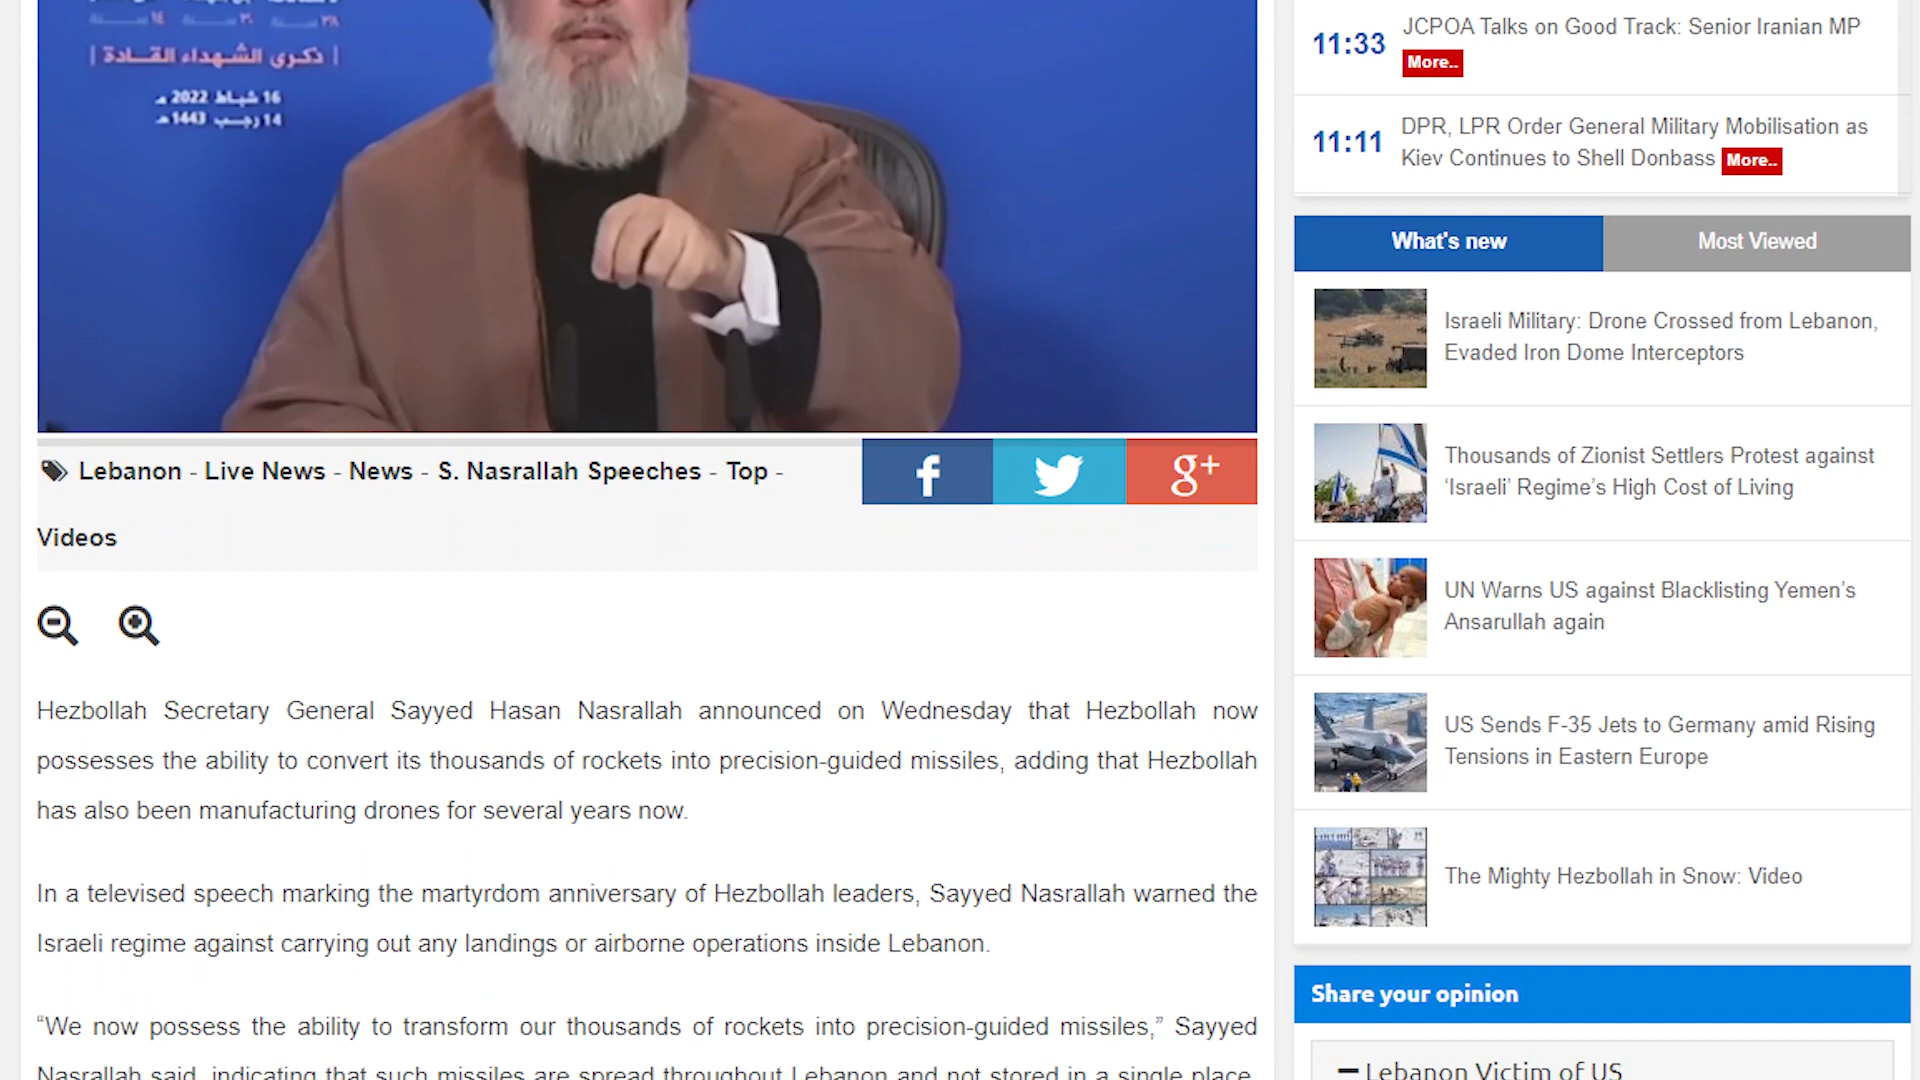 ذكرى الشهداء القادة
16 شباط 2022 مـ
14 رجب 1443 هـ
Lebanon - Live News - News - S. Nasrallah Speeches - Top -
Videos
Hezbollah Secretary General Sayyed Hasan Nasrallah announced on Wednesday that Hezbollah now
possesses the ability to convert its thousands of rockets into precision-guided missiles, adding that Hezbollah
has also been manufacturing drones for several years now.
In a televised speech marking the martyrdom anniversary of Hezbollah leaders, Sayyed Nasrallah warned the
Israeli regime against carrying out any landings or airborne operations inside Lebanon.
“We now possess the ability to transform our thousands of rockets into precision-guided missiles,” Sayyed
Nasrallah said, indicating that such missiles are spread throughout Lebanon and not stored in a single place.
11:33
JCPOA Talks on Good Track: Senior Iranian MP
More..
11:11
DPR, LPR Order General Military Mobilisation as
Kiev Continues to Shell Donbass More..
What's new
Most Viewed
Israeli Military: Drone Crossed from Lebanon,
Evaded Iron Dome Interceptors
Thousands of Zionist Settlers Protest against
‘Israeli’ Regime’s High Cost of Living
UN Warns US against Blacklisting Yemen’s
Ansarullah again
US Sends F-35 Jets to Germany amid Rising
Tensions in Eastern Europe
The Mighty Hezbollah in Snow: Video
Share your opinion
Lebanon Victim of US